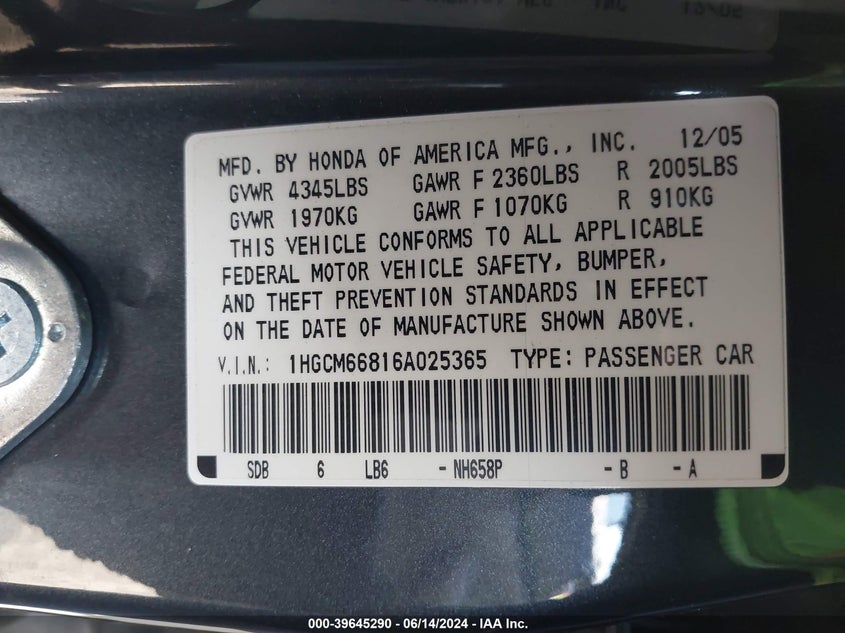 MFD. BY HONDA OF AMERICA MFG., INC. 12/05
GVWR 4345LBS GAWR F 2360LBS R 2005LBS
GVWR 1970KG GAWR F 1070KG R 910KG
THIS VEHICLE CONFORMS TO ALL APPLICABLE
FEDERAL MOTOR VEHICLE SAFETY, BUMPER,
AND THEFT PREVENTION STANDARDS IN EFFECT
ON THE DATE OF MANUFACTURE SHOWN ABOVE.
V.I.N.: 1HGCM66816A025365 TYPE: PASSENGER CAR
SDB 6 LB6 -NH658P -B -A
000-39645290 - 06/14/2024 - IAA Inc.